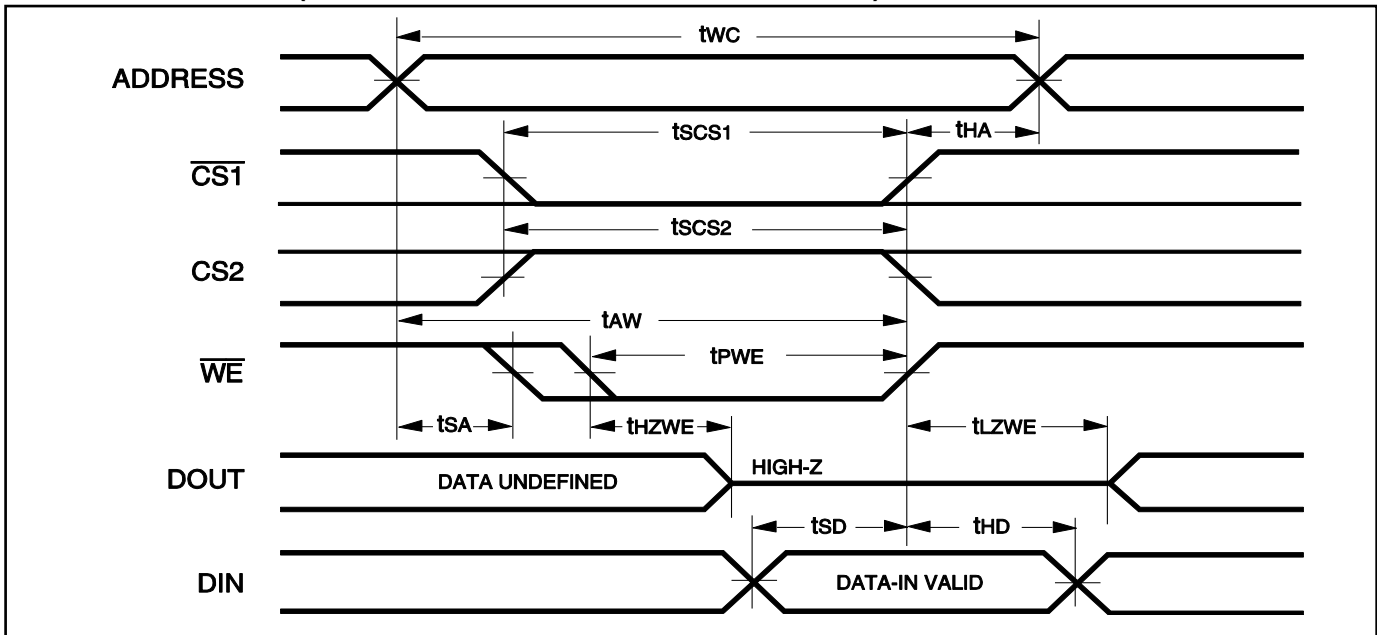 tWC
ADDRESS
tSCS1
tHA
CS1
tSCS2
CS2
tAW
WE
tPWE
tSA
tHZWE
tLZWE
DOUT
DATA UNDEFINED
HIGH-Z
tSD
tHD
DIN
DATA-IN VALID